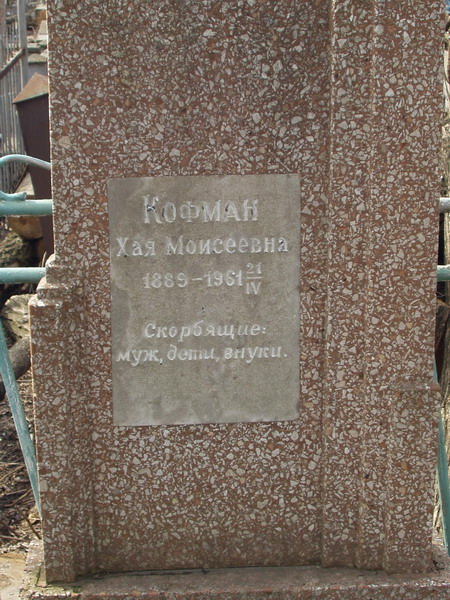 Кофман
Хая Моисеевна
1889-1961 21/IV
Скорбящие:
муж, дети, внуки.